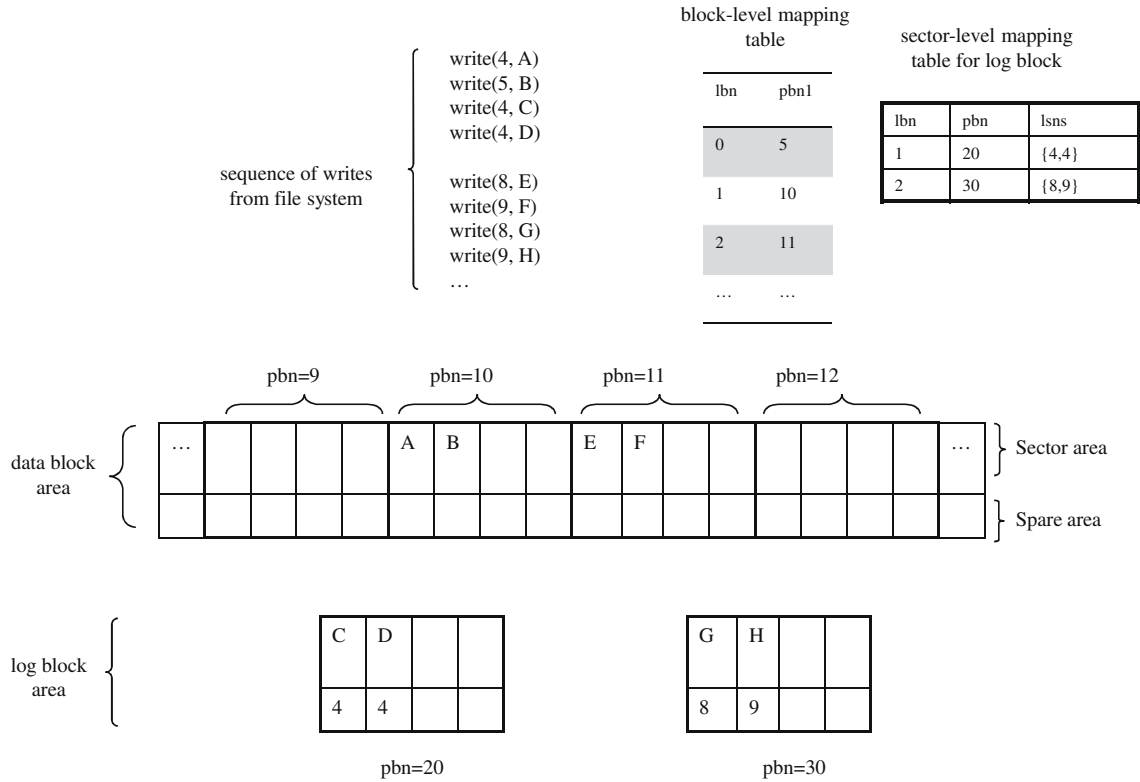 block-level mapping
table
sector-level mapping
table for log block
write(4, A)
write(5, B)
write(4, C)
write(4, D)
write(8, E)
write(9, F)
write(8, G)
write(9, H)
…
sequence of writes
from file system
lbn pbn1
0 5
1 10
2 11
… …
lbn pbn lsns
1 20 {4,4}
2 30 {8,9}
pbn=9 pbn=10 pbn=11 pbn=12
data block
area
… A B E F …
Sector area
Spare area
log block
area
C D
4 4
pbn=20
G H
8 9
pbn=30